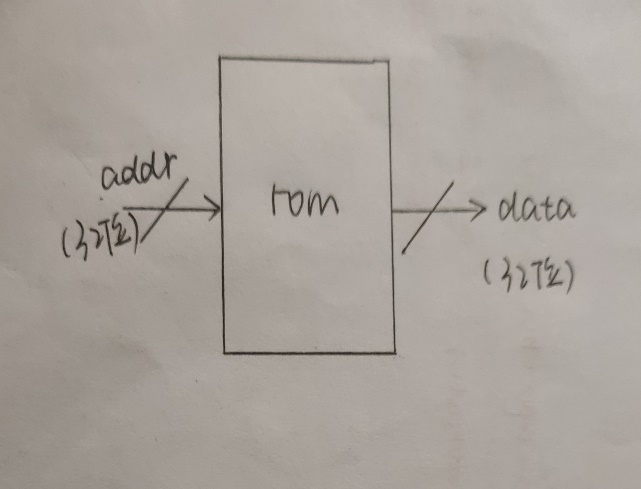 addr
(32位)
rom
data
(32位)